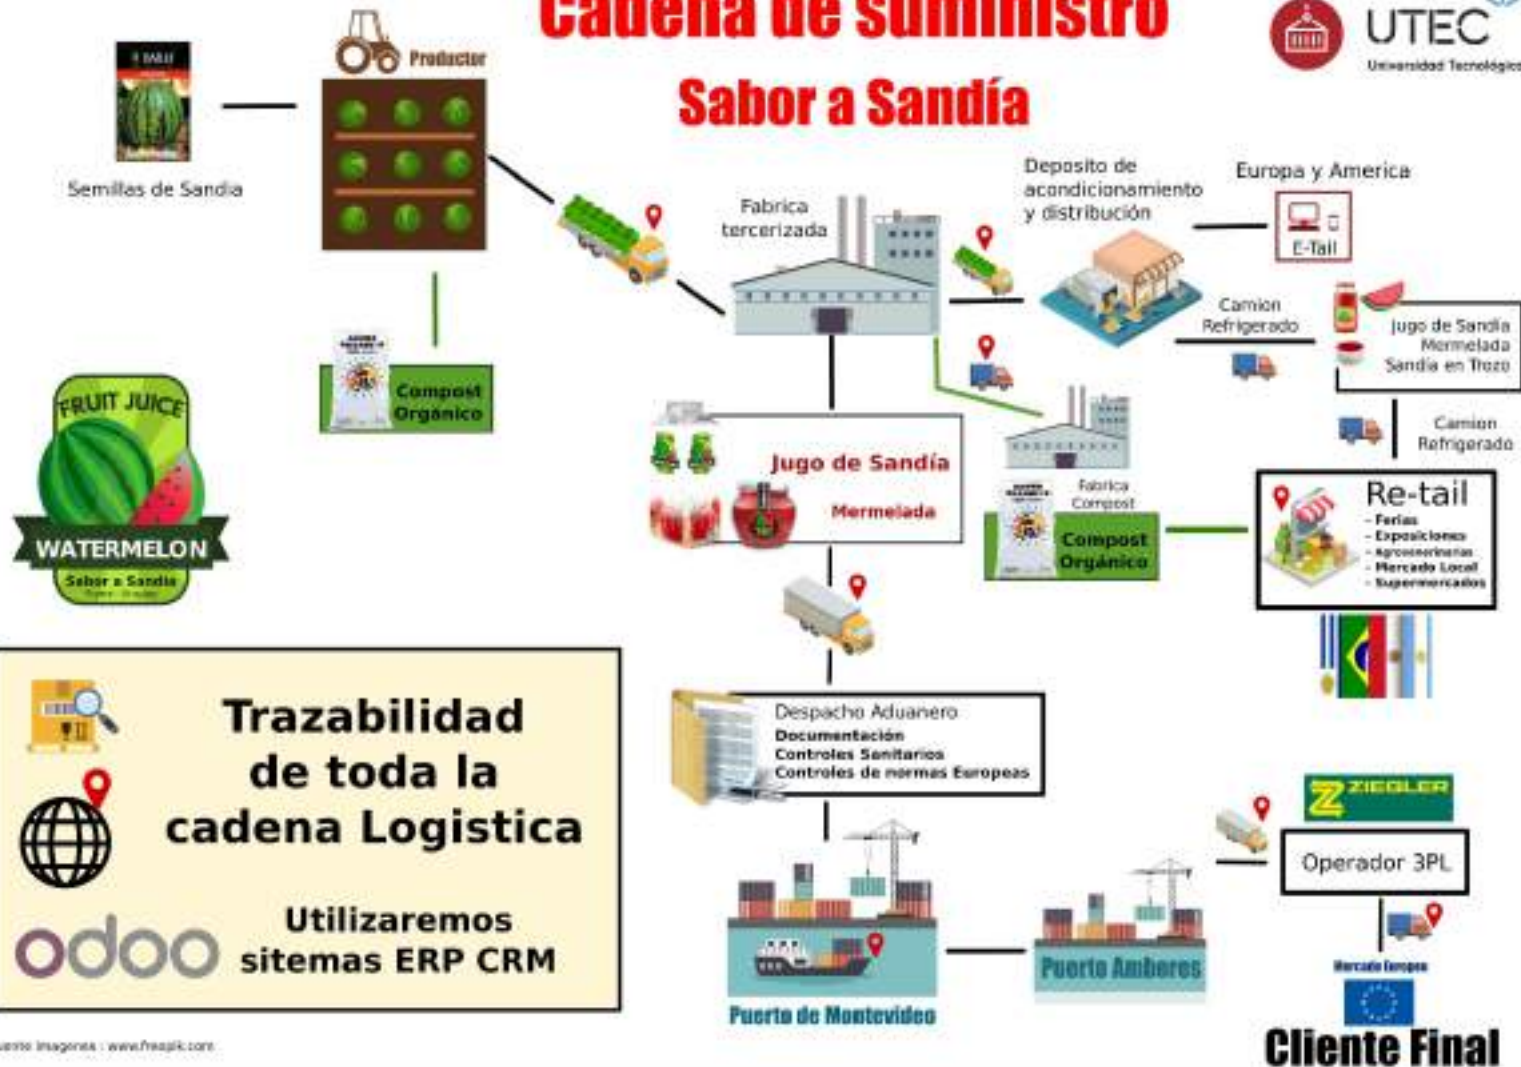 Cadena de suministro
Sabor a Sandía
UTEC
Universidad Tecnológica
Productor
Semillas de Sandia
Compost
Orgánico
Fabrica
tercerizada
Deposito de
acondicionamiento
y distribución
Europa y America
E-Tail
Camion
Refrigerado
Jugo de Sandía
Mermelada
Sandía en Trozo
Camion
Refrigerado
FRUIT JUICE
WATERMELON
Sabor a Sandía
Jugo de Sandía
Mermelada
Fabrica
Compost
Compost
Orgánico
Re-tail
- Ferias
- Exposiciones
- Mercado Local
- Supermercados
Despacho Aduanero
Documentación
Controles Sanitarios
Controles de normas Europeas
Trazabilidad
de toda la
cadena Logistica
odoo
Utilizaremos
sitemas ERP CRM
Puerto de Montevideo
Puerto Amberes
ZIEGLER
Operador 3PL
Mercado Europeo
Cliente Final
uente Imagenes : www.freepik.com